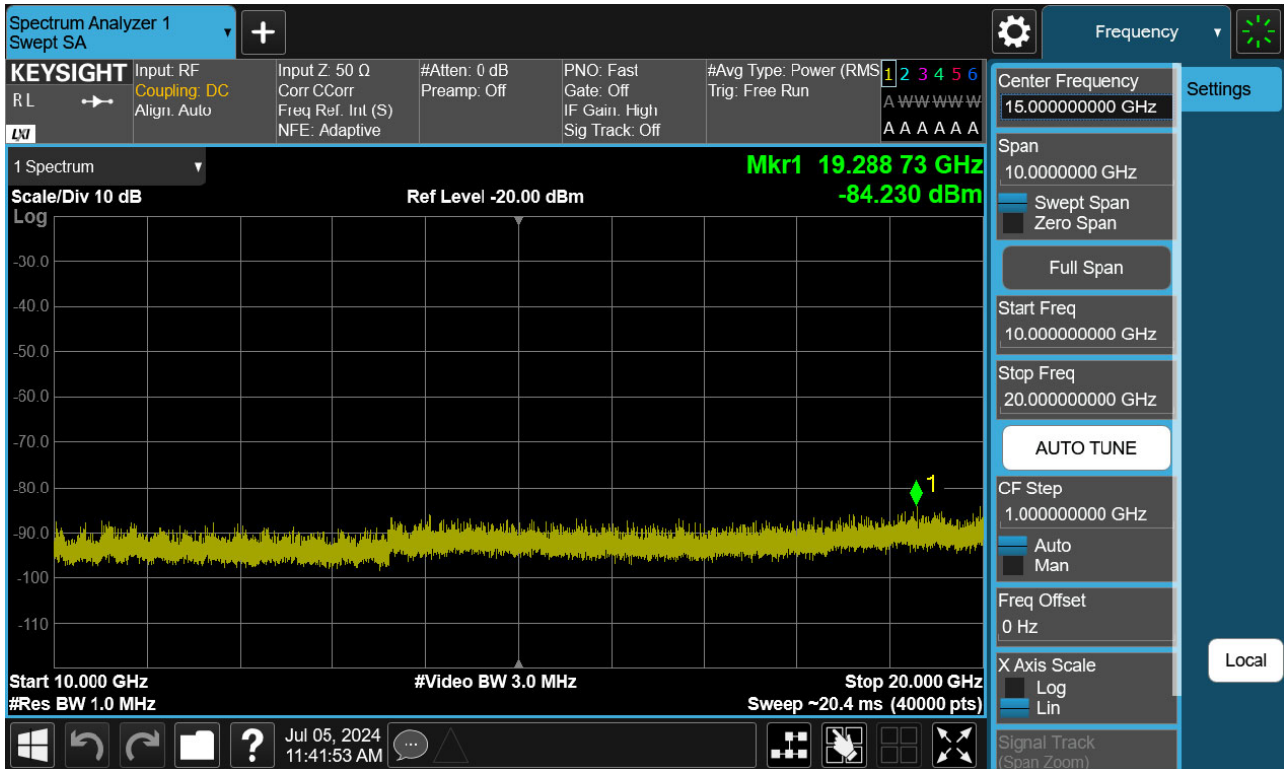 Spectrum Analyzer 1
Swept SA
+
Frequency
KEYSIGHT
RL
LXI
Input: RF
Coupling: DC
Align: Auto
Input Z: 50 Ω
Corr CCorr
Freq Ref: Int (S)
NFE: Adaptive
#Atten: 0 dB
Preamp: Off
PNO: Fast
Gate: Off
IF Gain: High
Sig Track: Off
#Avg Type: Power (RMS
Trig: Free Run
1 2 3 4 5 6
A W W W W W
A A A A A A
1 Spectrum
Scale/Div 10 dB
Log
Ref Level -20.00 dBm
Mkr1 19.288 73 GHz
-84.230 dBm
-30.0
-40.0
-50.0
-60.0
-70.0
-80.0
-90.0
-100
-110
1
Start 10.000 GHz
#Video BW 3.0 MHz
Stop 20.000 GHz
#Res BW 1.0 MHz
Sweep ~20.4 ms (40000 pts)
Center Frequency
15.000000000 GHz
Settings
Span
10.0000000 GHz
Swept Span
Zero Span
Full Span
Start Freq
10.000000000 GHz
Stop Freq
20.000000000 GHz
AUTO TUNE
CF Step
1.000000000 GHz
Auto
Man
Freq Offset
0 Hz
X Axis Scale
Log
Lin
Local
Signal Track
(Span Zoom)
?
Jul 05, 2024
11:41:53 AM